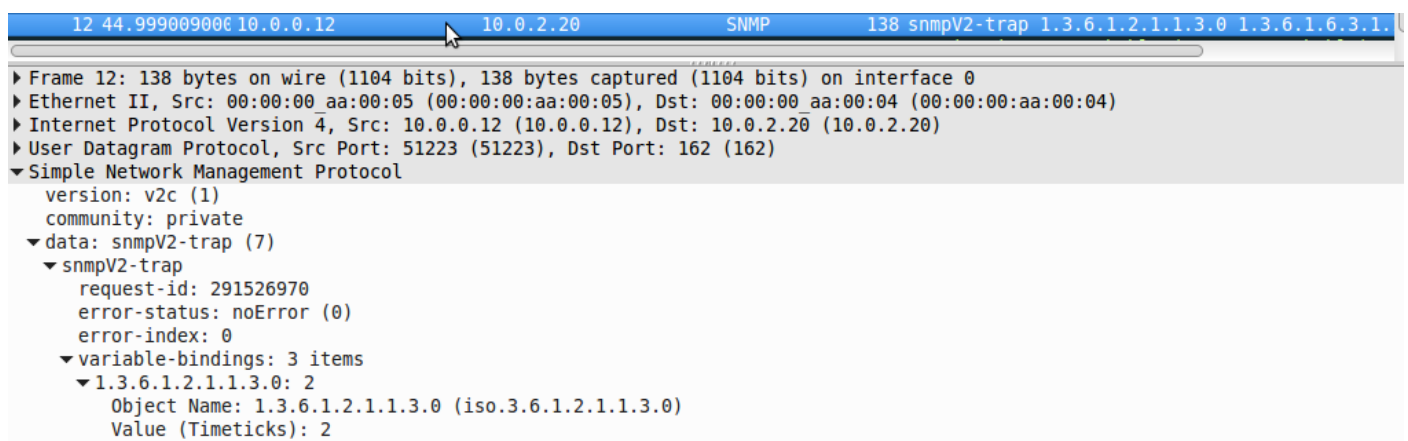 12 44.999009000 10.0.0.12 10.0.2.20 SNMP 138 snmpV2-trap 1.3.6.1.2.1.1.3.0 1.3.6.1.6.3.1.
Frame 12: 138 bytes on wire (1104 bits), 138 bytes captured (1104 bits) on interface 0
Ethernet II, Src: 00:00:00_aa:00:05 (00:00:00:aa:00:05), Dst: 00:00:00_aa:00:04 (00:00:00:aa:00:04)
Internet Protocol Version 4, Src: 10.0.0.12 (10.0.0.12), Dst: 10.0.2.20 (10.0.2.20)
User Datagram Protocol, Src Port: 51223 (51223), Dst Port: 162 (162)
Simple Network Management Protocol
version: v2c (1)
community: private
data: snmpV2-trap (7)
snmpV2-trap
request-id: 291526970
error-status: noError (0)
error-index: 0
variable-bindings: 3 items
1.3.6.1.2.1.1.3.0: 2
Object Name: 1.3.6.1.2.1.1.3.0 (iso.3.6.1.2.1.1.3.0)
Value (Timeticks): 2